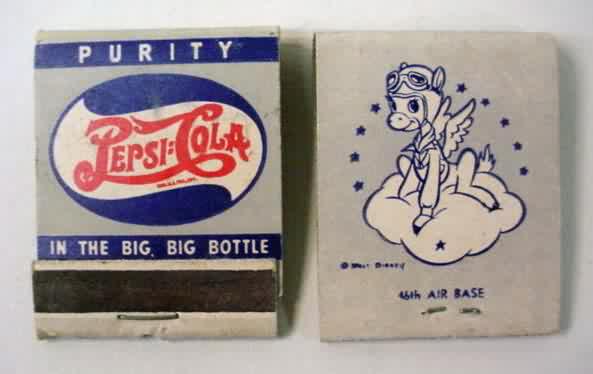 PURITY
PEPSI=COLA
IN THE BIG, BIG BOTTLE
© WALT DISNEY
46th AIR BASE